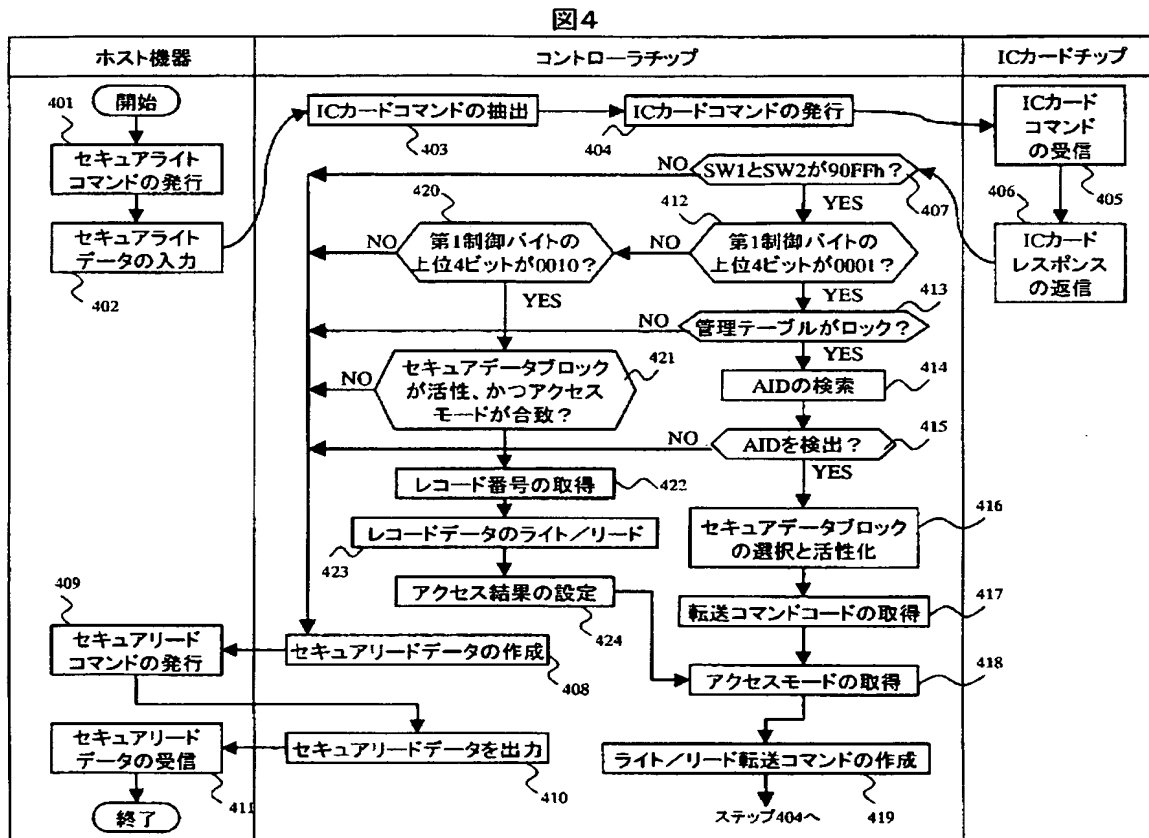 図4
ホスト機器
コントローラチップ
ICカードチップ
401
開始
セキュアライト
コマンドの発行
セキュアライト
データの入力
402
ICカードコマンドの抽出
403
ICカードコマンドの発行
404
ICカード
コマンド
の受信
405
406
ICカード
レスポンス
の返信
NO
SW1とSW2が90FFh?
407
YES
420
412
NO
第1制御バイトの
上位4ビットが0010?
NO
第1制御バイトの
上位4ビットが0001?
YES
YES
413
NO
管理テーブルがロック?
YES
NO
セキュアデータブロック
が活性、かつアクセス
モードが合致?
421
AIDの検索
414
NO
AIDを検出?
415
YES
レコード番号の取得
422
レコードデータのライト/リード
423
セキュアデータブロック
の選択と活性化
416
アクセス結果の設定
424
転送コマンドコードの取得
417
409
セキュアリード
コマンドの発行
セキュアリードデータの作成
408
アクセスモードの取得
418
セキュアリード
データの受信
411
セキュアリードデータを出力
410
ライト/リード転送コマンドの作成
419
終了
ステップ404へ